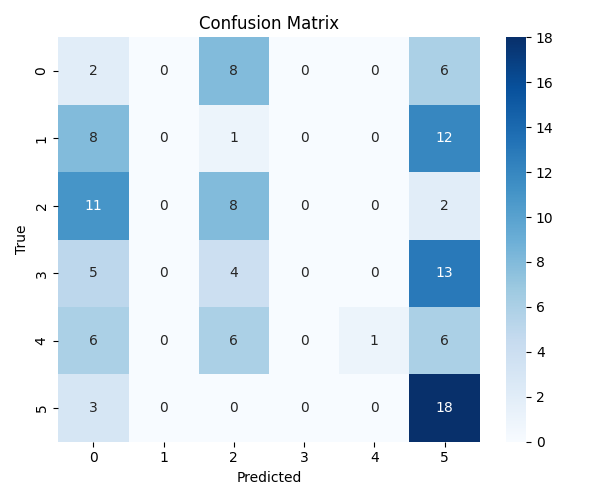 Confusion Matrix
0 2 0 8 0 0 6
1 8 0 1 0 0 12
2 11 0 8 0 0 2
3 5 0 4 0 0 13
4 6 0 6 0 1 6
5 3 0 0 0 0 18
0 1 2 3 4 5
Predicted
True
18
16
14
12
10
8
6
4
2
0